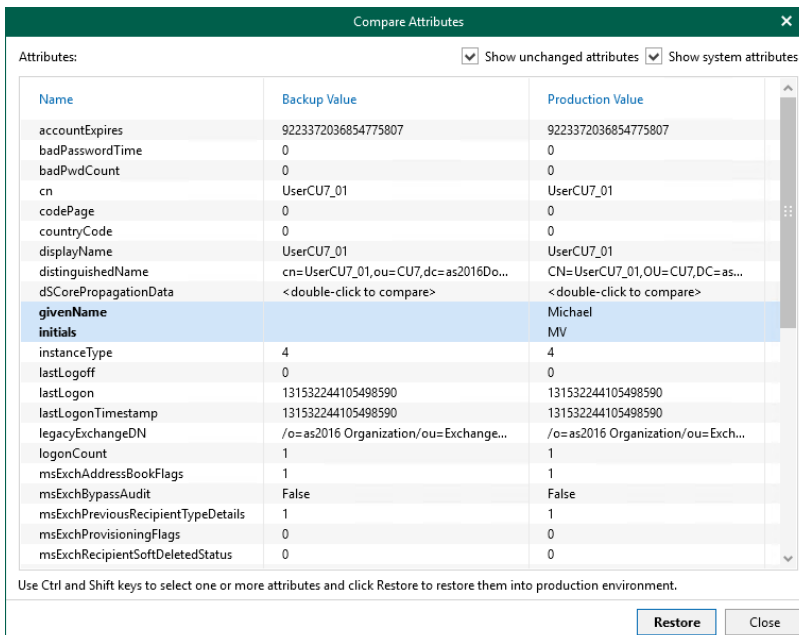 Compare Attributes
Attributes: Show unchanged attributes Show system attributes
Name Backup Value Production Value
accountExpires 9223372036854775807 9223372036854775807
badPasswordTime 0 0
badPwdCount 0 0
cn UserCU7_01 UserCU7_01
codePage 0 0
countryCode 0 0
displayName UserCU7_01 UserCU7_01
distinguishedName cn=UserCU7_01,ou=CU7,dc=as2016Do... CN=UserCU7_01,OU=CU7,DC=as...
dSCorePropagationData <double-click to compare> <double-click to compare>
givenName Michael
initials MV
instanceType 4 4
lastLogoff 0 0
lastLogon 131532244105498590 131532244105498590
lastLogonTimestamp 131532244105498590 131532244105498590
legacyExchangeDN /o=as2016 Organization/ou=Exchange... /o=as2016 Organization/ou=Exch...
logonCount 1 1
msExchAddressBookFlags 1 1
msExchBypassAudit False False
msExchPreviousRecipientTypeDetails 1 1
msExchProvisioningFlags 0 0
msExchRecipientSoftDeletedStatus 0 0
Use Ctrl and Shift keys to select one or more attributes and click Restore to restore them into production environment.
Restore Close